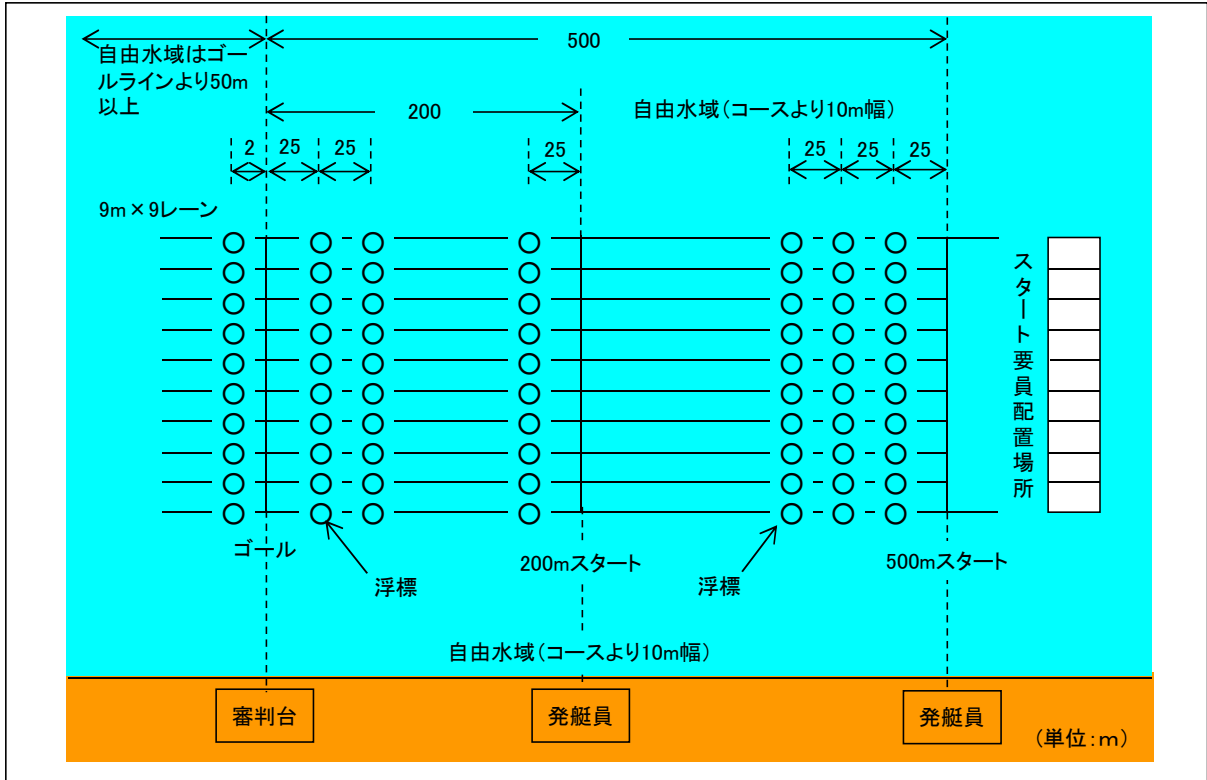 500
自由水域はゴー
ルラインより50m
以上
200
自由水域(コースより10m幅)
2 25 25 25 25 25 25
9m×9レーン
スタート要員配置場所
ゴール
200mスタート
500mスタート
浮標
浮標
自由水域(コースより10m幅)
審判台
発艇員
発艇員
(単位:m)